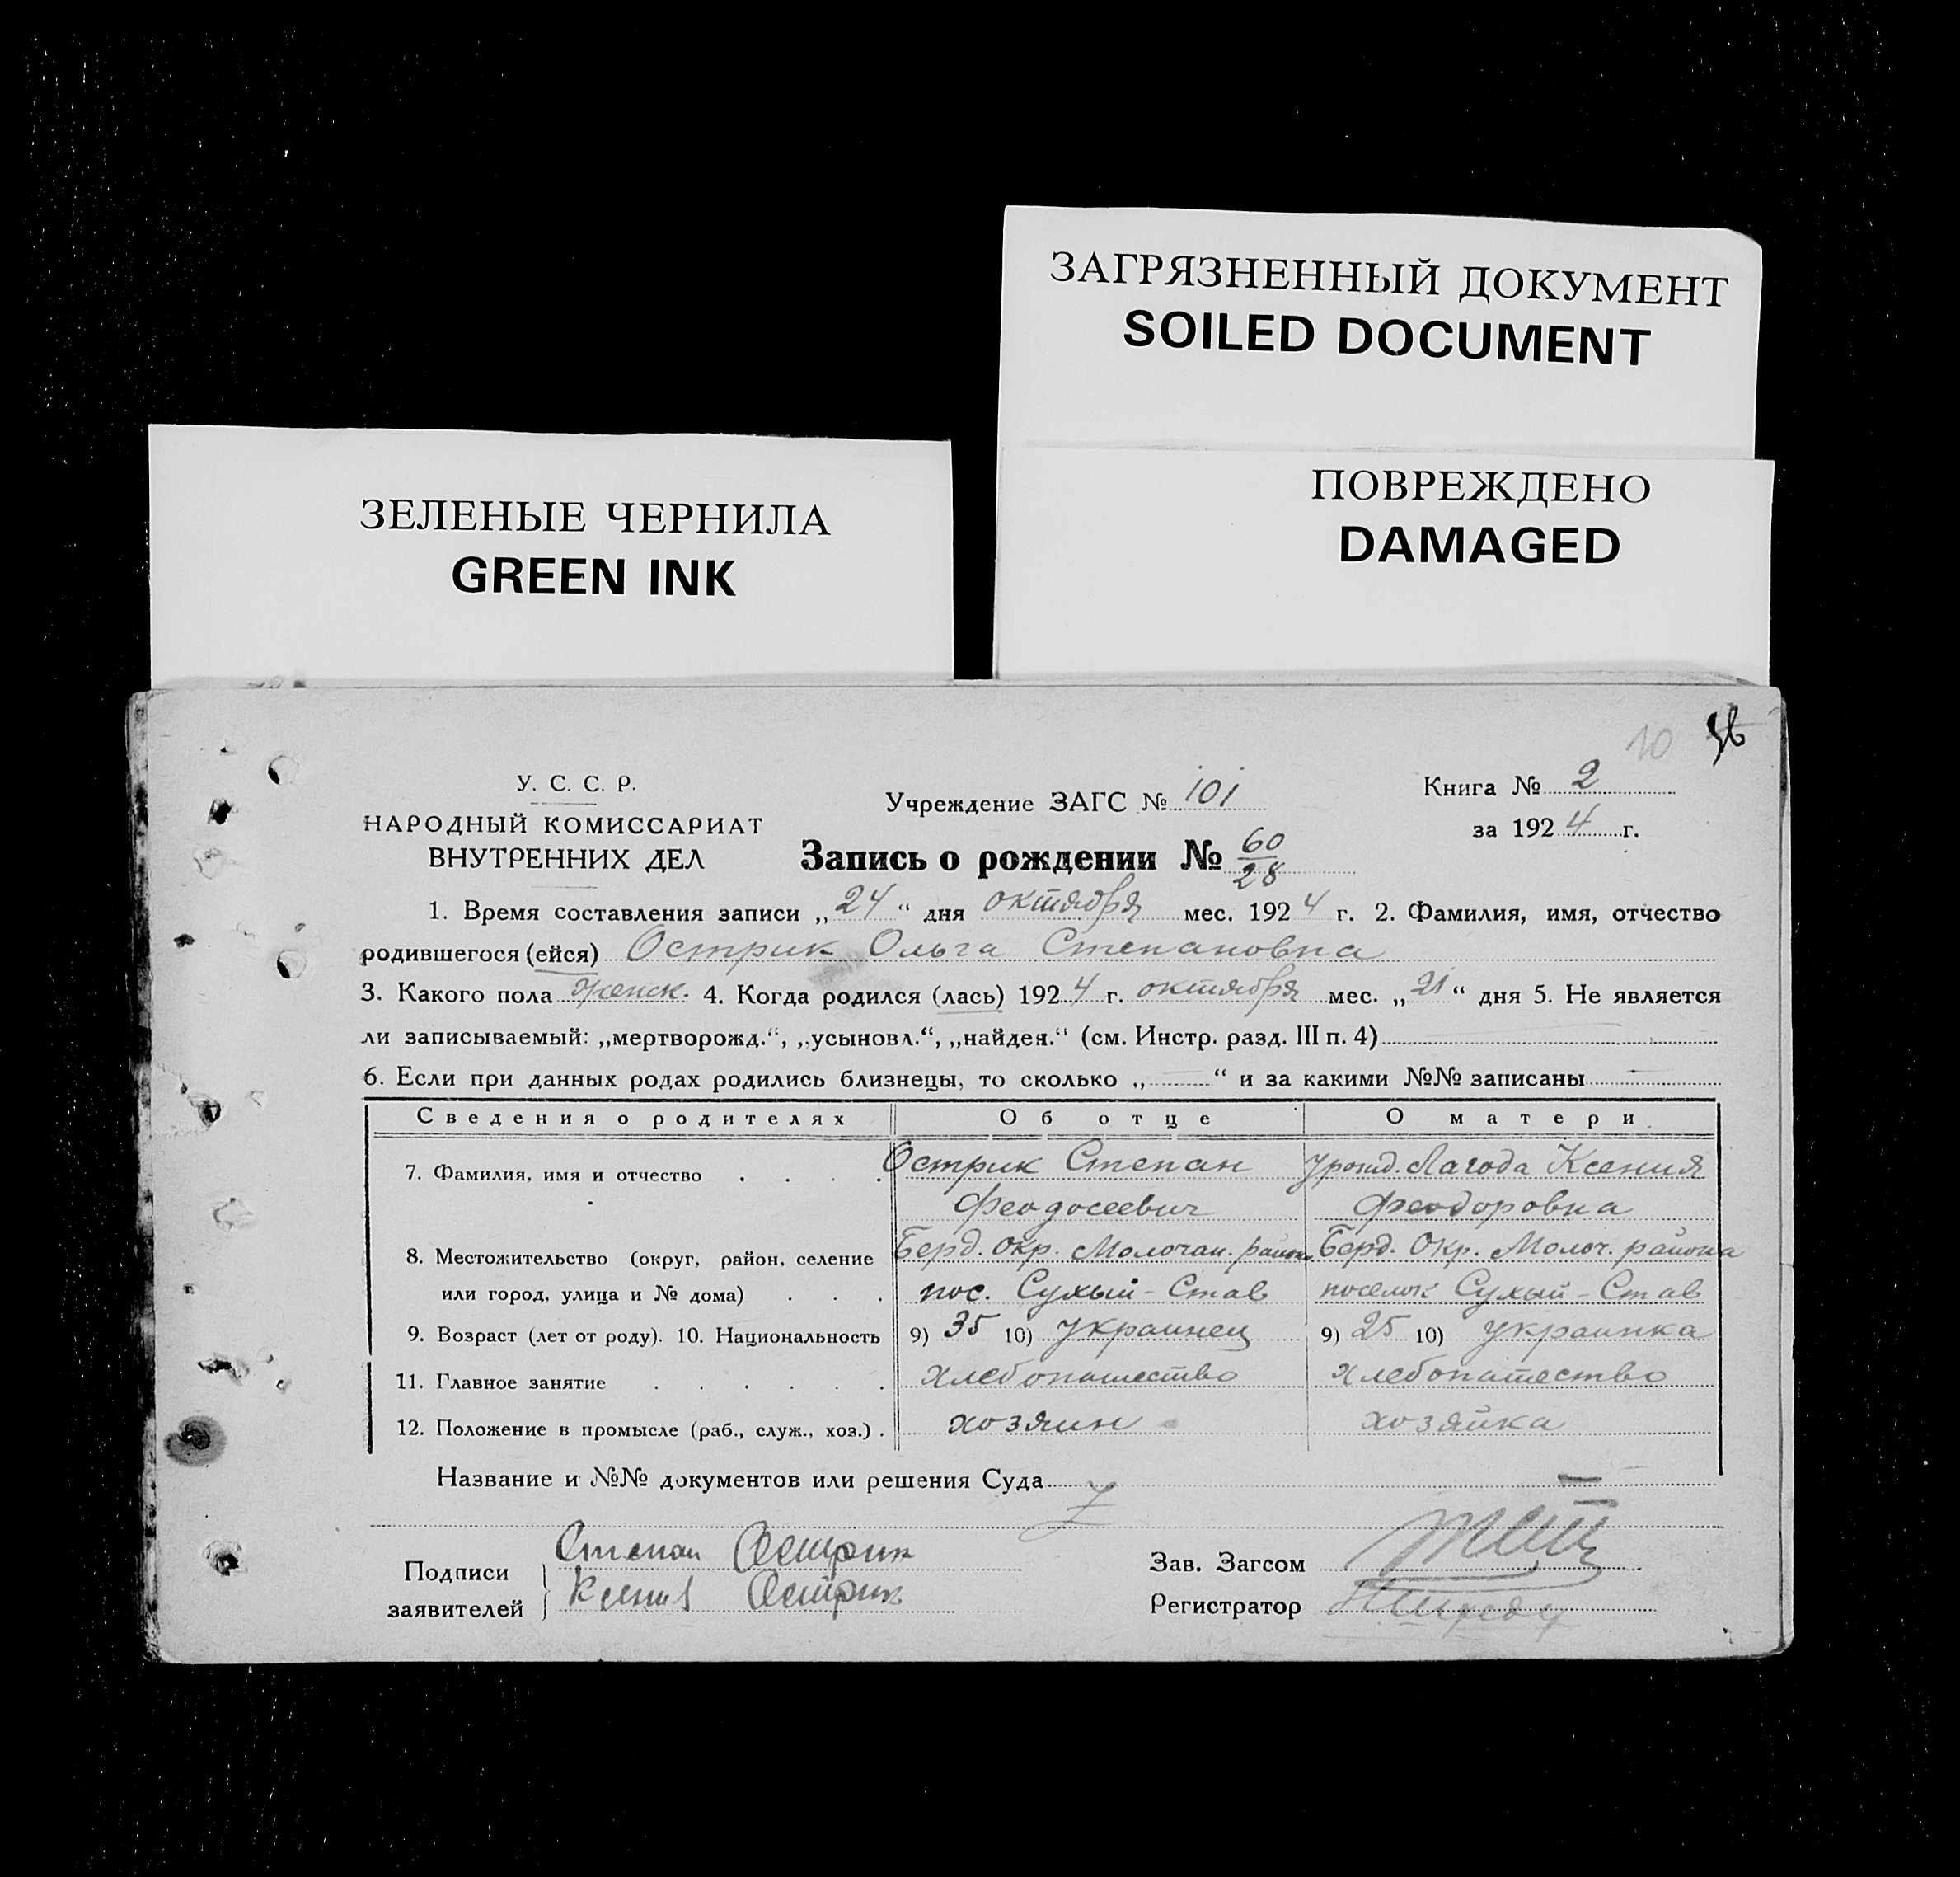 ЗАГРЯЗНЕННЫЙ ДОКУМЕНТ
SOILED DOCUMENT
ПОВРЕЖДЕНО
DAMAGED
ЗЕЛЕНЫЕ ЧЕРНИЛА
GREEN INK
10
У. С. С. Р.
НАРОДНЫЙ КОМИССАРИАТ
ВНУТРЕННИХ ДЕЛ
Учреждение ЗАГС № 101
Книга № 2
за 1924 г.
Запись о рождении № 60/28
1. Время составления записи „24“ дня октября мес. 1924 г. 2. Фамилия, имя, отчество
родившегося (ейся) Острик Ольга Степановна
3. Какого пола женск. 4. Когда родился (лась) 1924 г. октября мес. „21“ дня 5. Не является
ли записываемый: „мертворожд.“, „усыновл.“, „найден.“ (см. Инстр. разд. III п. 4)
6. Если при данных родах родились близнецы, то сколько „—“ и за какими №№ записаны —
Сведения о родителях Об отце О матери
7. Фамилия, имя и отчество . . . . Острик Степан урожд. Лагода Ксения
Феодосеевич Феодоровна
8. Местожительство (округ, район, селение Берд. окр. Молочан. района Берд. Окр. Молоч. района
или город, улица и № дома) . . . пос. Сухый-Став поселок Сухый-Став
9. Возраст (лет от роду). 10. Национальность 9) 35 10) украинец 9) 25 10) украинка
11. Главное занятие . . . . . . хлебопашество хлебопашество
12. Положение в промысле (раб., служ., хоз.) . хозяин хозяйка
Название и №№ документов или решения Суда
Подписи
заявителей
Степан Острик
Ксения Острик
Зав. Загсом
Регистратор